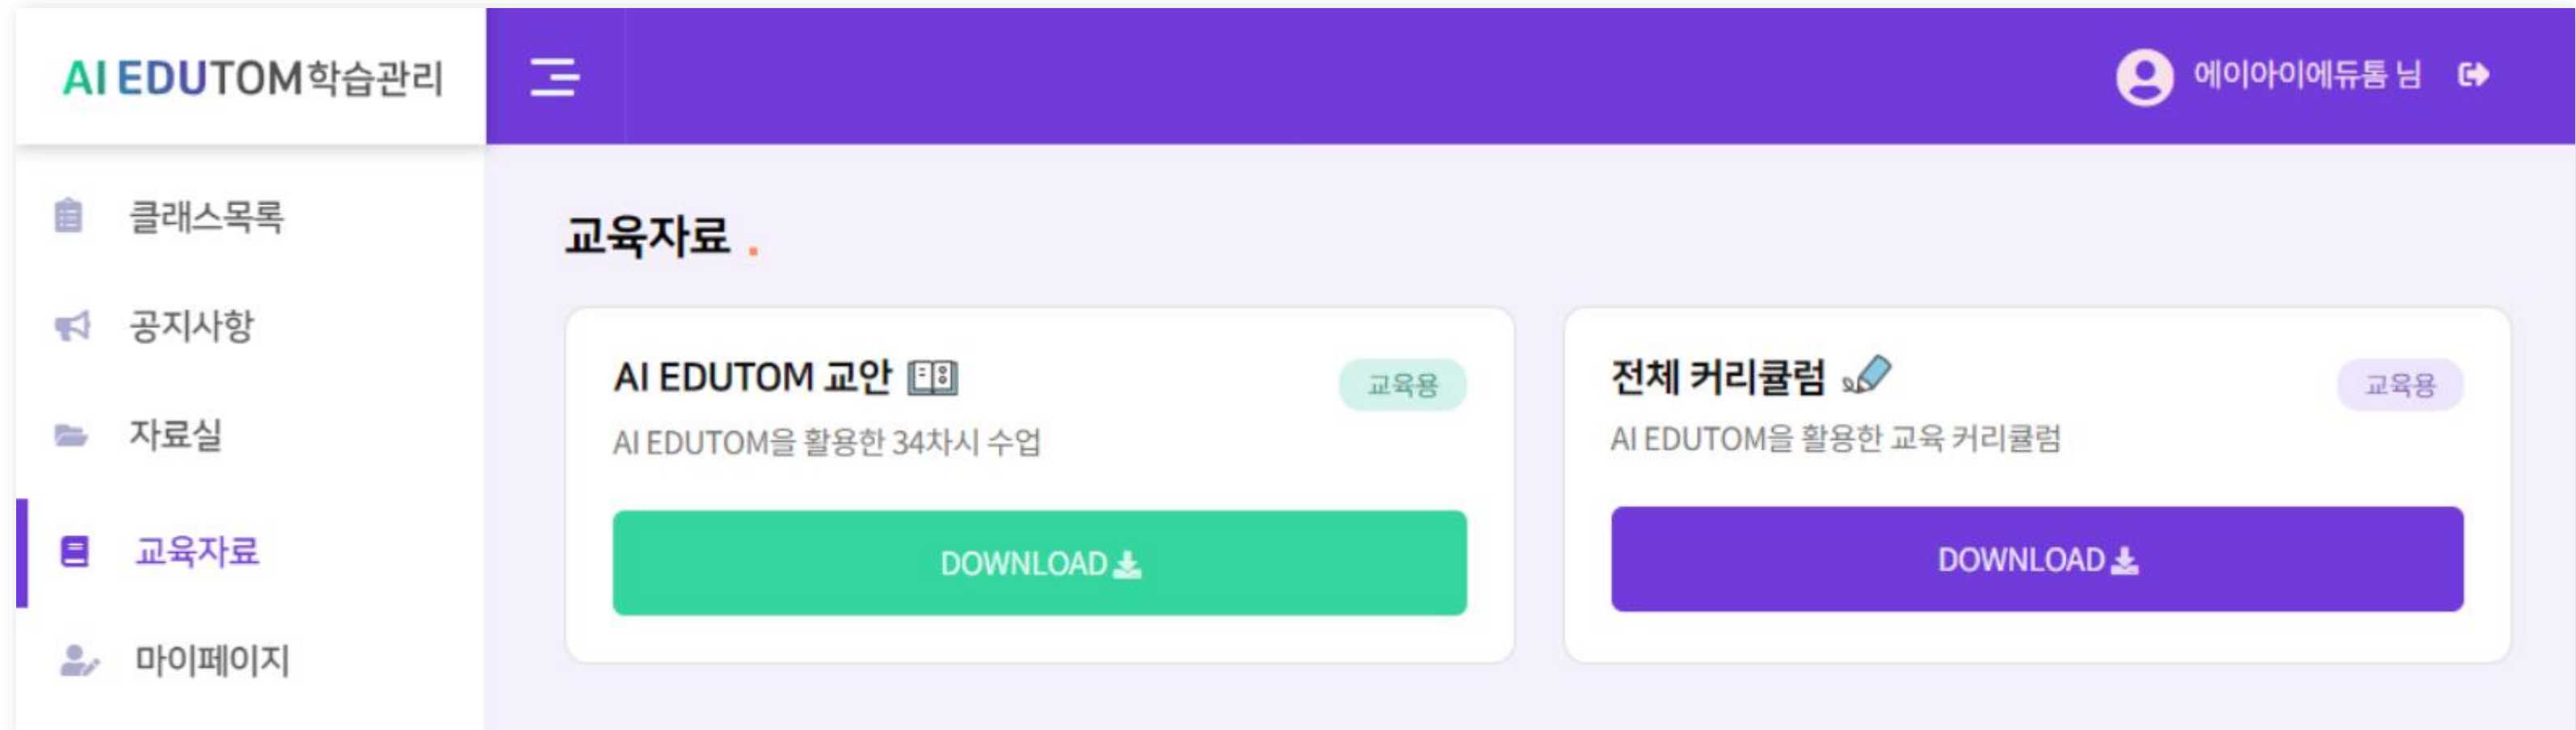 AI EDUTOM학습관리
에이아이에듀톰 님
클래스목록
공지사항
자료실
교육자료
마이페이지
교육자료 .
AI EDUTOM 교안
교육용
AI EDUTOM을 활용한 34차시 수업
DOWNLOAD
전체 커리큘럼
교육용
AI EDUTOM을 활용한 교육 커리큘럼
DOWNLOAD